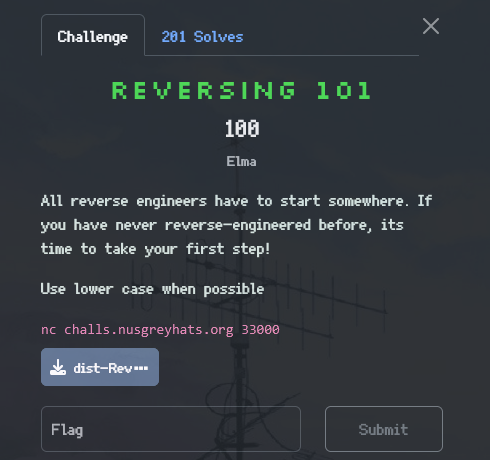 Challenge
201 Solves
REVERSING 101
100
Elma
All reverse engineers have to start somewhere. If
you have never reverse-engineered before, its
time to take your first step!
Use lower case when possible
nc challs.nusgreyhats.org 33000
dist-Rev…
Flag
Submit